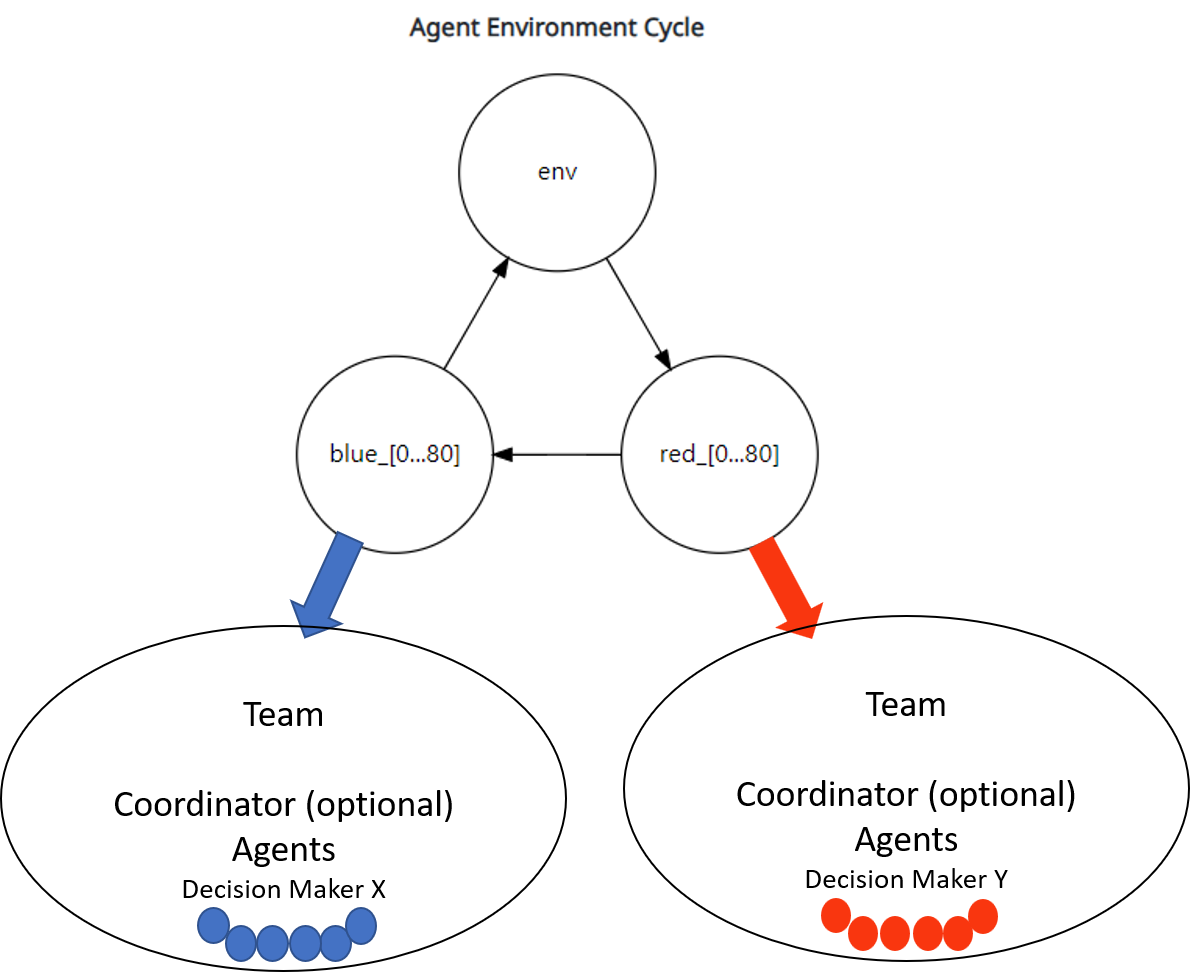 Agent Environment Cycle
env
blue_[0...80]
red_[0...80]
Team
Coordinator (optional)
Agents
Decision Maker X
Team
Coordinator (optional)
Agents
Decision Maker Y